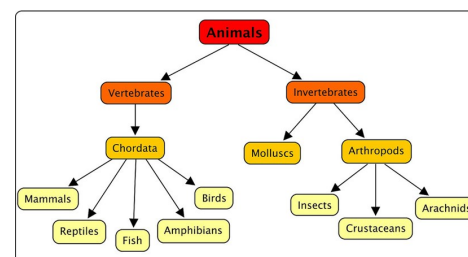 Animals
Vertebrates
Invertebrates
Chordata
Molluscs
Arthropods
Mammals
Birds
Reptiles
Fish
Amphibians
Insects
Arachnids
Crustaceans